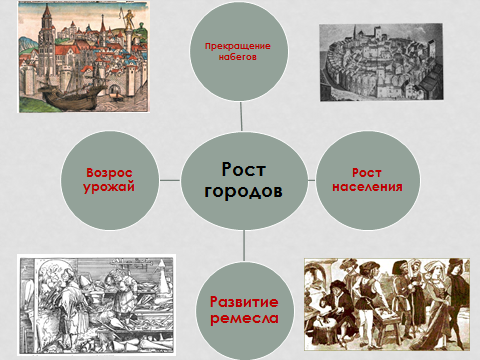 Прекращение
набегов
Возрос
урожай
Рост
городов
Рост
населения
Развитие
ремесла